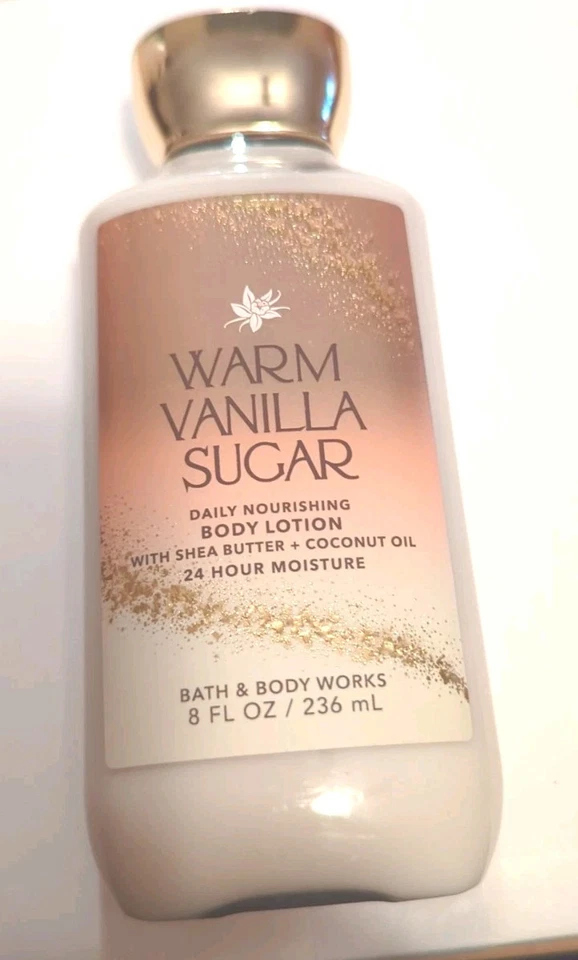 WARM
VANILLA
SUGAR
DAILY NOURISHING
BODY LOTION
WITH SHEA BUTTER + COCONUT OIL
24 HOUR MOISTURE
BATH & BODY WORKS
8 FL OZ / 236 mL